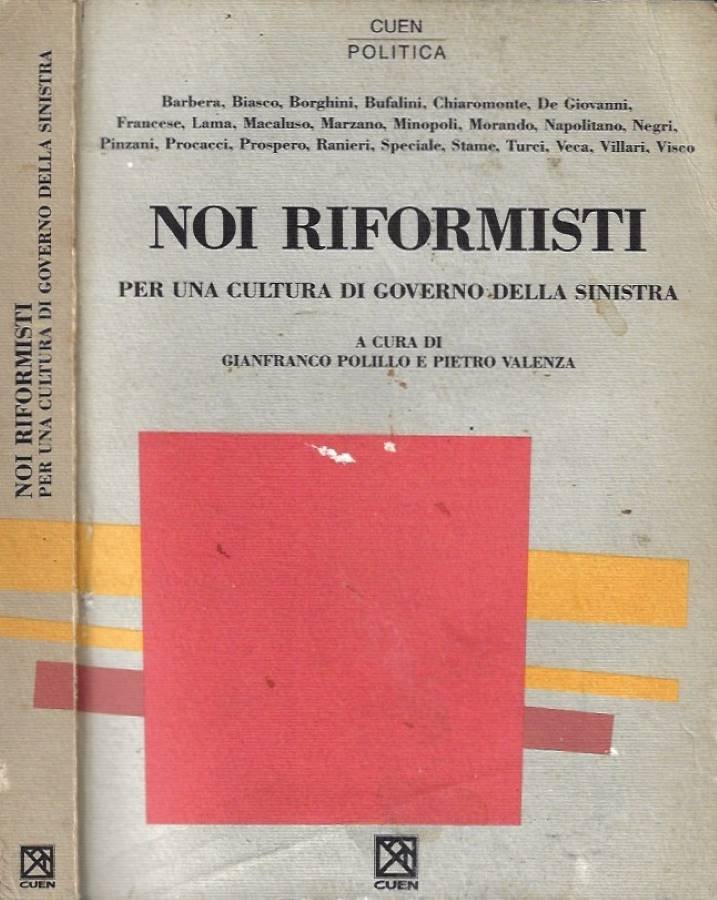 NOI RIFORMISTI
PER UNA CULTURA DI GOVERNO DELLA SINISTRA
CUEN
CUEN
POLITICA
Barbera, Biasco, Borghini, Bufalini, Chiaromonte, De Giovanni,
Francese, Lama, Macaluso, Marzano, Minopoli, Morando, Napolitano, Negri,
Pinzani, Procacci, Prospero, Ranieri, Speciale, Stame, Turci, Veca, Villari, Visco
NOI RIFORMISTI
PER UNA CULTURA DI GOVERNO DELLA SINISTRA
A CURA DI
GIANFRANCO POLILLO E PIETRO VALENZA
CUEN